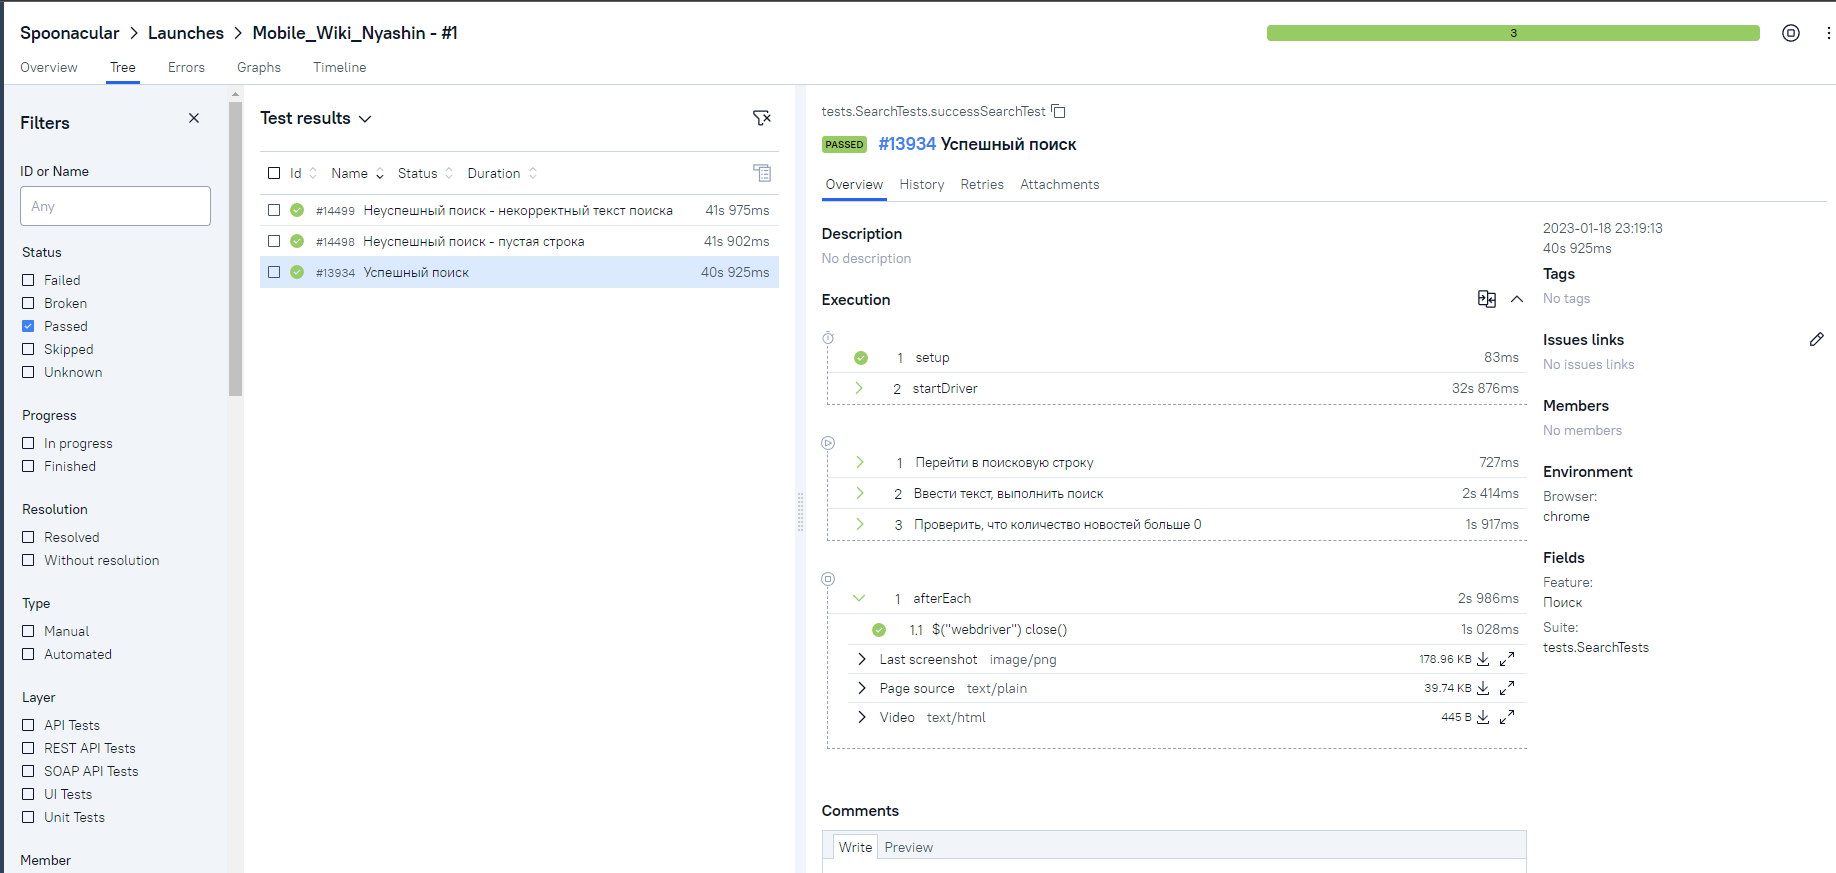 Spoonacular > Launches > Mobile_Wiki_Nyashin - #1
3
Overview Tree Errors Graphs Timeline
Filters
ID or Name
Any
Status
Failed
Broken
Passed
Skipped
Unknown
Progress
In progress
Finished
Resolution
Resolved
Without resolution
Type
Manual
Automated
Layer
API Tests
REST API Tests
SOAP API Tests
UI Tests
Unit Tests
Member
Test results
Id Name Status Duration
#14499 Неуспешный поиск - некорректный текст поиска 41s 975ms
#14498 Неуспешный поиск - пустая строка 41s 902ms
#13934 Успешный поиск 40s 925ms
tests.SearchTests.successSearchTest
PASSED #13934 Успешный поиск
Overview History Retries Attachments
Description
No description
Execution
1 setup 83ms
2 startDriver 32s 876ms
1 Перейти в поисковую строку 727ms
2 Ввести текст, выполнить поиск 2s 414ms
3 Проверить, что количество новостей больше 0 1s 917ms
1 afterEach 2s 986ms
1.1 $("webdriver") close() 1s 028ms
Last screenshot image/png 178.96 KB
Page source text/plain 39.74 KB
Video text/html 445 B
Comments
Write Preview
2023-01-18 23:19:13
40s 925ms
Tags
No tags
Issues links
No issues links
Members
No members
Environment
Browser:
chrome
Fields
Feature:
Поиск
Suite:
tests.SearchTests